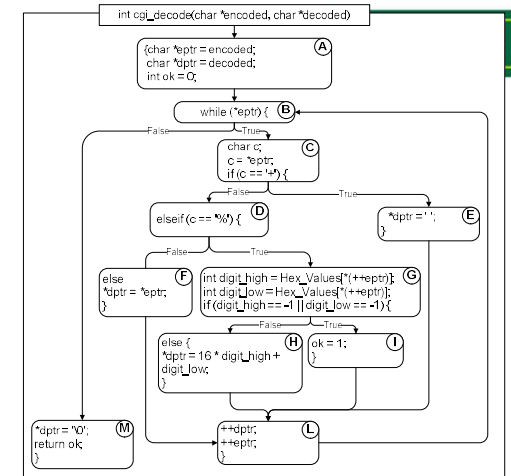 int cgi_decode(char *encoded, char *decoded)
A
{char *eptr = encoded;
char *dptr = decoded;
int ok = 0;
while (*eptr) {
B
False
True
C
char c;
c = *eptr;
if (c == '+') {
False
True
D
elseif (c == '%') {
E
*dptr = ' ';
}
False
True
F
else
*dptr = *eptr;
}
G
int digit_high = Hex_Values[*(++eptr)];
int digit_low = Hex_Values[*(++eptr)];
if (digit_high == -1 || digit_low == -1) {
False
True
H
else {
*dptr = 16 * digit_high +
digit_low;
}
I
ok = 1;
}
M
*dptr = '\0';
return ok;
}
L
++dptr;
++eptr;
}